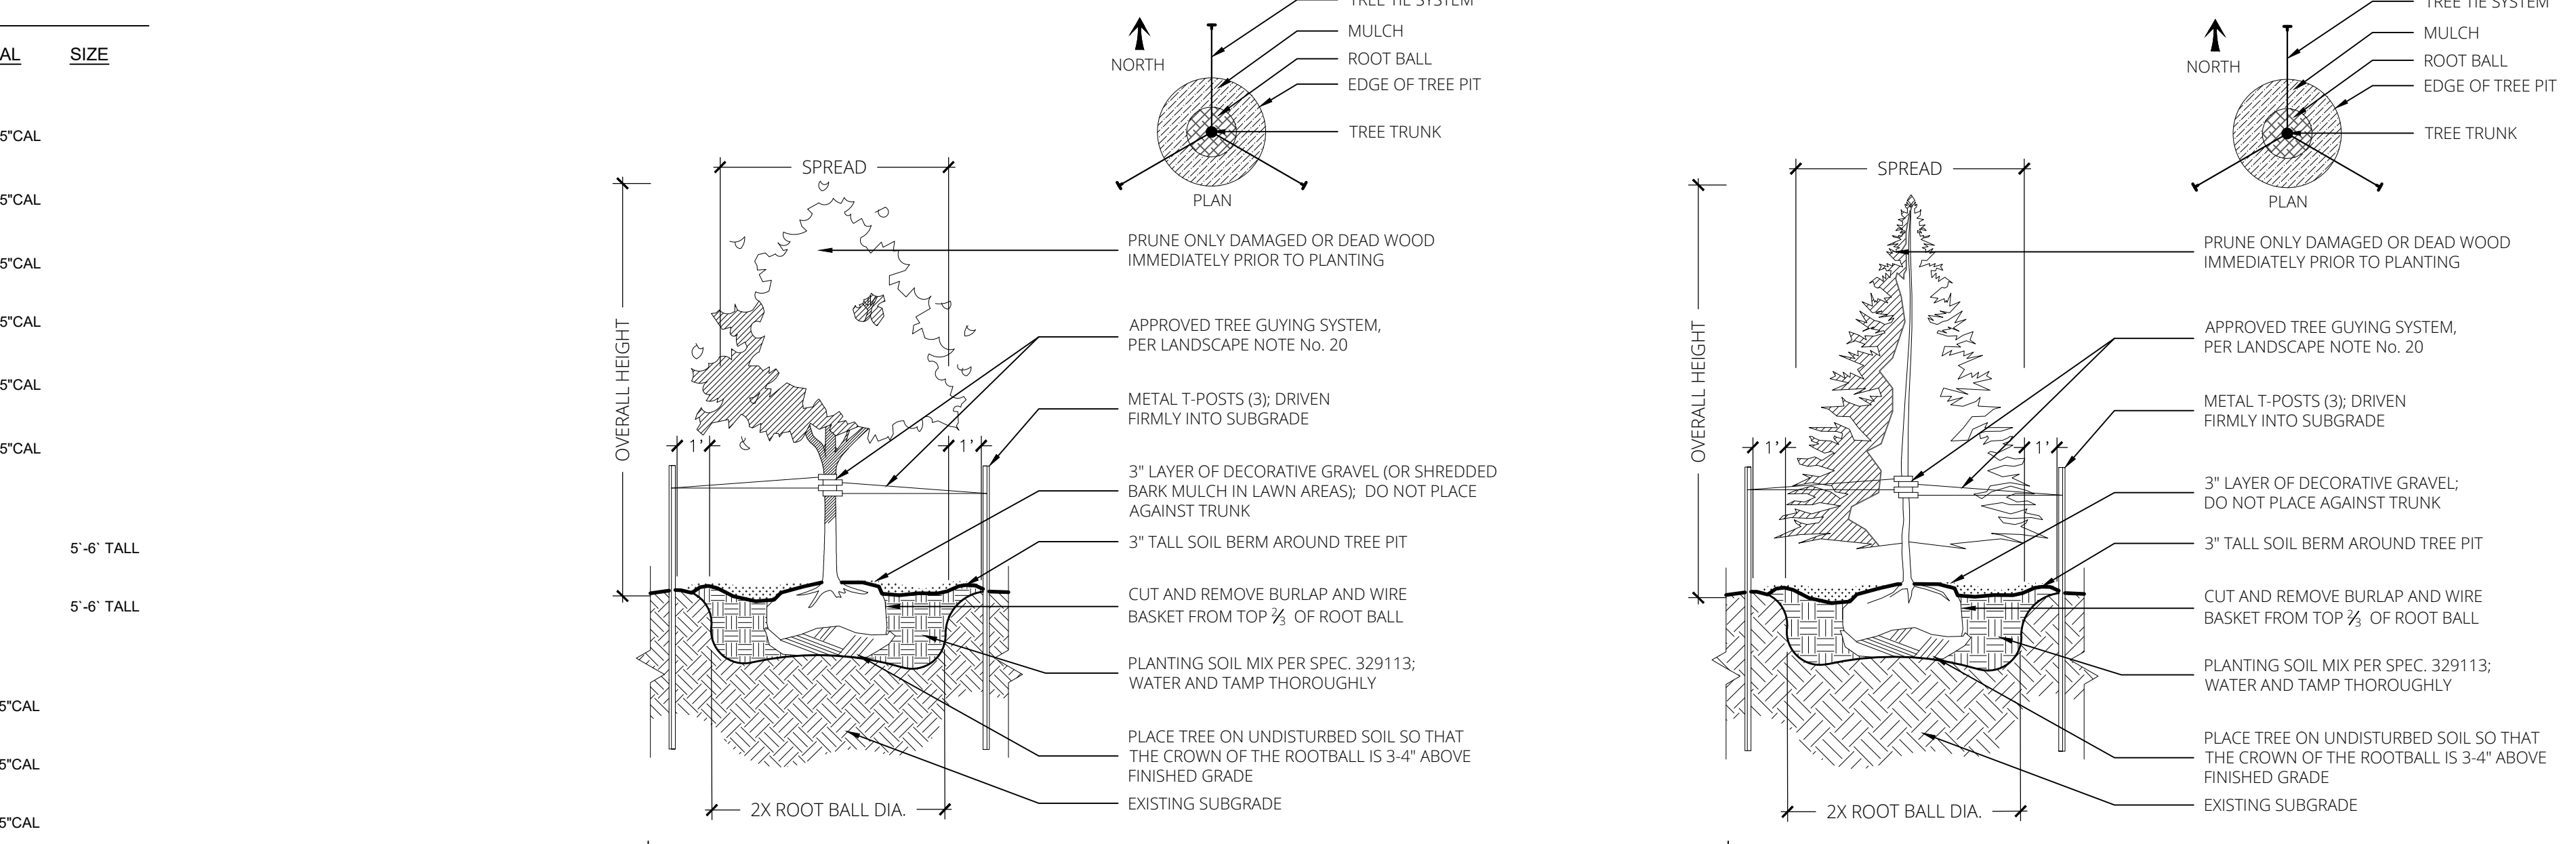 AL SIZE
5"CAL
5"CAL
5"CAL
5"CAL
5"CAL
5"CAL
5`-6` TALL
5`-6` TALL
5"CAL
5"CAL
5"CAL
TREE TIE SYSTEM
MULCH
ROOT BALL
EDGE OF TREE PIT
TREE TRUNK
NORTH
PLAN
SPREAD
OVERALL HEIGHT
1'
1'
PRUNE ONLY DAMAGED OR DEAD WOOD
IMMEDIATELY PRIOR TO PLANTING
APPROVED TREE GUYING SYSTEM,
PER LANDSCAPE NOTE No. 20
METAL T-POSTS (3); DRIVEN
FIRMLY INTO SUBGRADE
3" LAYER OF DECORATIVE GRAVEL (OR SHREDDED
BARK MULCH IN LAWN AREAS); DO NOT PLACE
AGAINST TRUNK
3" TALL SOIL BERM AROUND TREE PIT
CUT AND REMOVE BURLAP AND WIRE
BASKET FROM TOP 2/3 OF ROOT BALL
PLANTING SOIL MIX PER SPEC. 329113;
WATER AND TAMP THOROUGHLY
PLACE TREE ON UNDISTURBED SOIL SO THAT
THE CROWN OF THE ROOTBALL IS 3-4" ABOVE
FINISHED GRADE
EXISTING SUBGRADE
2X ROOT BALL DIA.
TREE TIE SYSTEM
MULCH
ROOT BALL
EDGE OF TREE PIT
TREE TRUNK
NORTH
PLAN
SPREAD
OVERALL HEIGHT
1'
1'
PRUNE ONLY DAMAGED OR DEAD WOOD
IMMEDIATELY PRIOR TO PLANTING
APPROVED TREE GUYING SYSTEM,
PER LANDSCAPE NOTE No. 20
METAL T-POSTS (3); DRIVEN
FIRMLY INTO SUBGRADE
3" LAYER OF DECORATIVE GRAVEL;
DO NOT PLACE AGAINST TRUNK
3" TALL SOIL BERM AROUND TREE PIT
CUT AND REMOVE BURLAP AND WIRE
BASKET FROM TOP 2/3 OF ROOT BALL
PLANTING SOIL MIX PER SPEC. 329113;
WATER AND TAMP THOROUGHLY
PLACE TREE ON UNDISTURBED SOIL SO THAT
THE CROWN OF THE ROOTBALL IS 3-4" ABOVE
FINISHED GRADE
EXISTING SUBGRADE
2X ROOT BALL DIA.